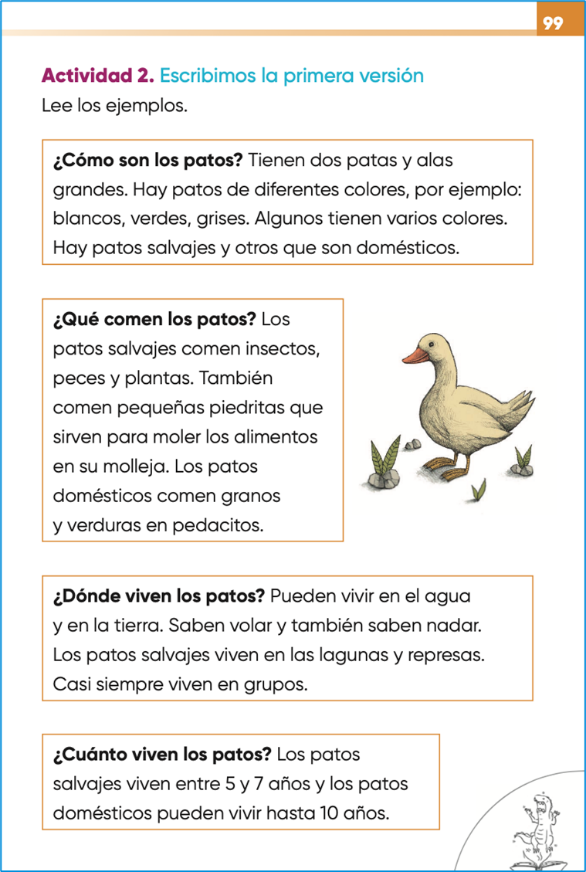 99
Actividad 2. Escribimos la primera versión
Lee los ejemplos.
¿Cómo son los patos? Tienen dos patas y alas
grandes. Hay patos de diferentes colores, por ejemplo:
blancos, verdes, grises. Algunos tienen varios colores.
Hay patos salvajes y otros que son domésticos.
¿Qué comen los patos? Los
patos salvajes comen insectos,
peces y plantas. También
comen pequeñas piedritas que
sirven para moler los alimentos
en su molleja. Los patos
domésticos comen granos
y verduras en pedacitos.
¿Dónde viven los patos? Pueden vivir en el agua
y en la tierra. Saben volar y también saben nadar.
Los patos salvajes viven en las lagunas y represas.
Casi siempre viven en grupos.
¿Cuánto viven los patos? Los patos
salvajes viven entre 5 y 7 años y los patos
domésticos pueden vivir hasta 10 años.